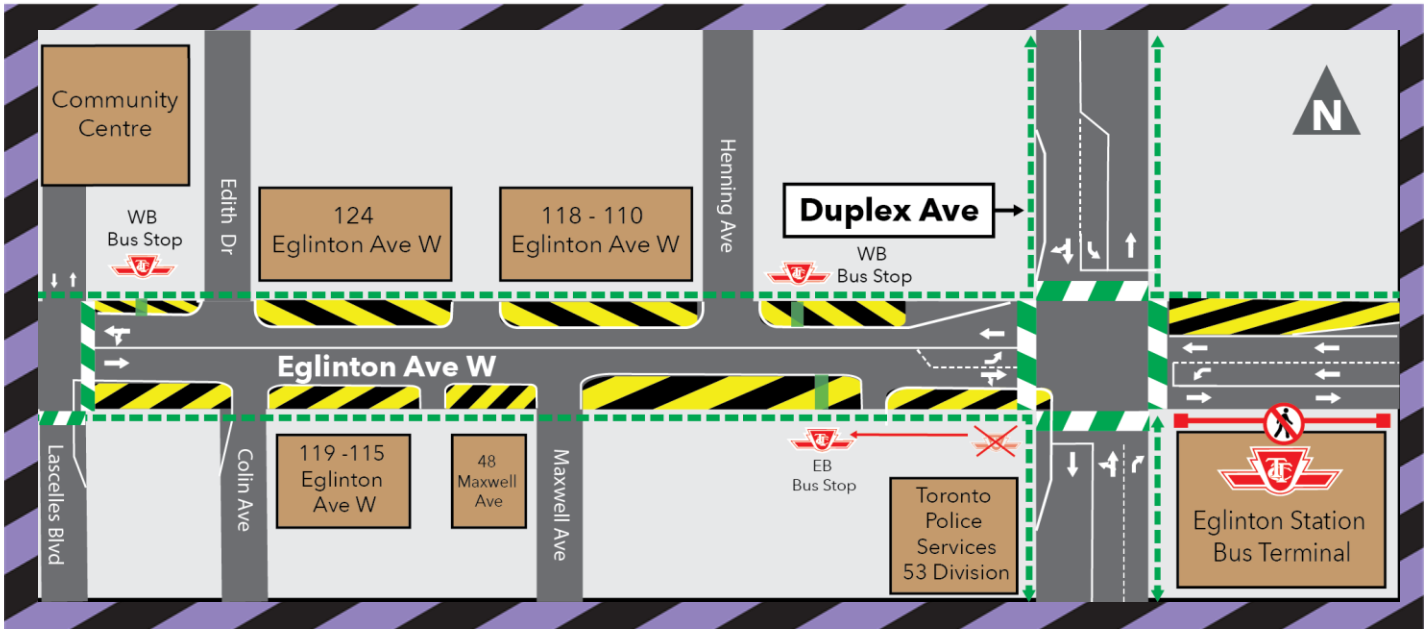 Community
Centre
WB
Bus Stop
Edith Dr
124
Eglinton Ave W
118 - 110
Eglinton Ave W
Henning Ave
Duplex Ave
WB
Bus Stop
N
Eglinton Ave W
Lascelles Blvd
Colin Ave
119 -115
Eglinton
Ave W
48
Maxwell
Ave
Maxwell Ave
EB
Bus Stop
Toronto
Police
Services
53 Division
Eglinton Station
Bus Terminal